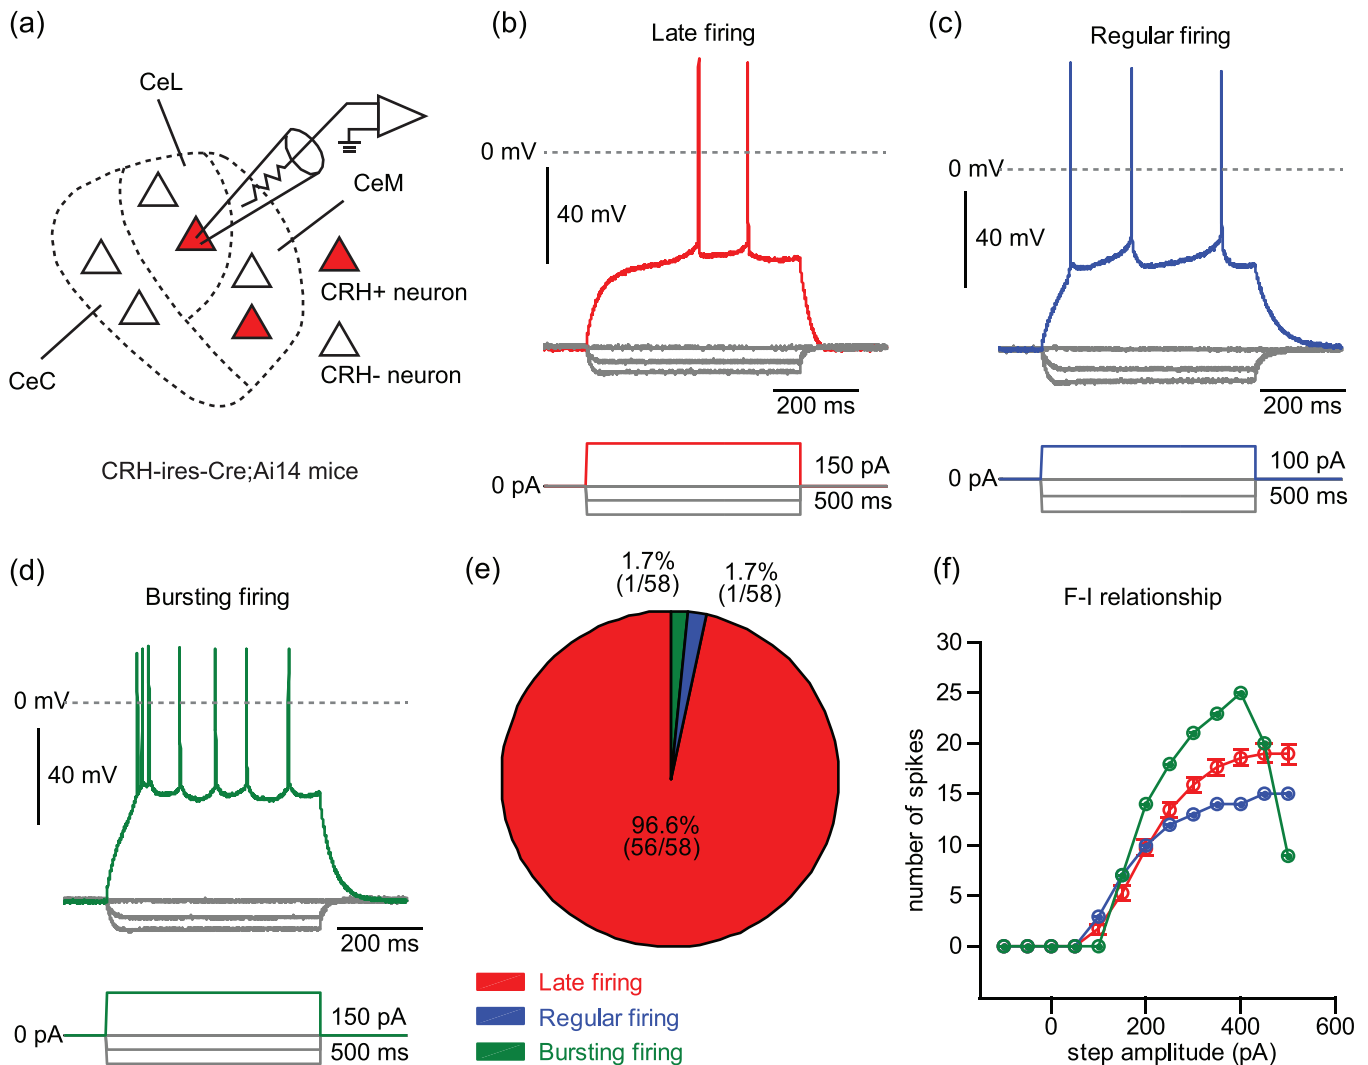 (a)
CeL
CeM
CRH+ neuron
CRH- neuron
CeC
CRH-ires-Cre;Ai14 mice
(b)
Late firing
0 mV
40 mV
200 ms
150 pA
0 pA
500 ms
(c)
Regular firing
0 mV
40 mV
200 ms
100 pA
0 pA
500 ms
(d)
Bursting firing
0 mV
40 mV
200 ms
150 pA
0 pA
500 ms
(e)
1.7%
(1/58)
1.7%
(1/58)
96.6%
(56/58)
Late firing
Regular firing
Bursting firing
(f)
F-I relationship
number of spikes
30
25
20
15
10
5
0
0 200 400 600
step amplitude (pA)